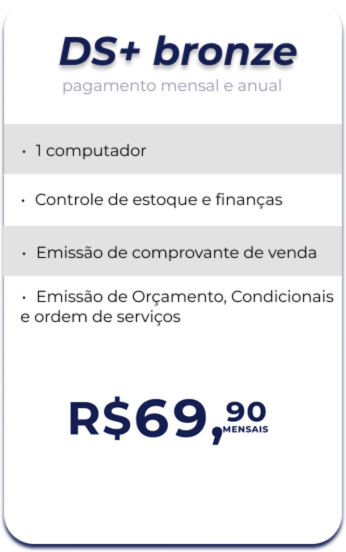 DS+ bronze
pagamento mensal e anual
• 1 computador
• Controle de estoque e finanças
• Emissão de comprovante de venda
• Emissão de Orçamento, Condicionais
e ordem de serviços
R$69,90
MENSAIS